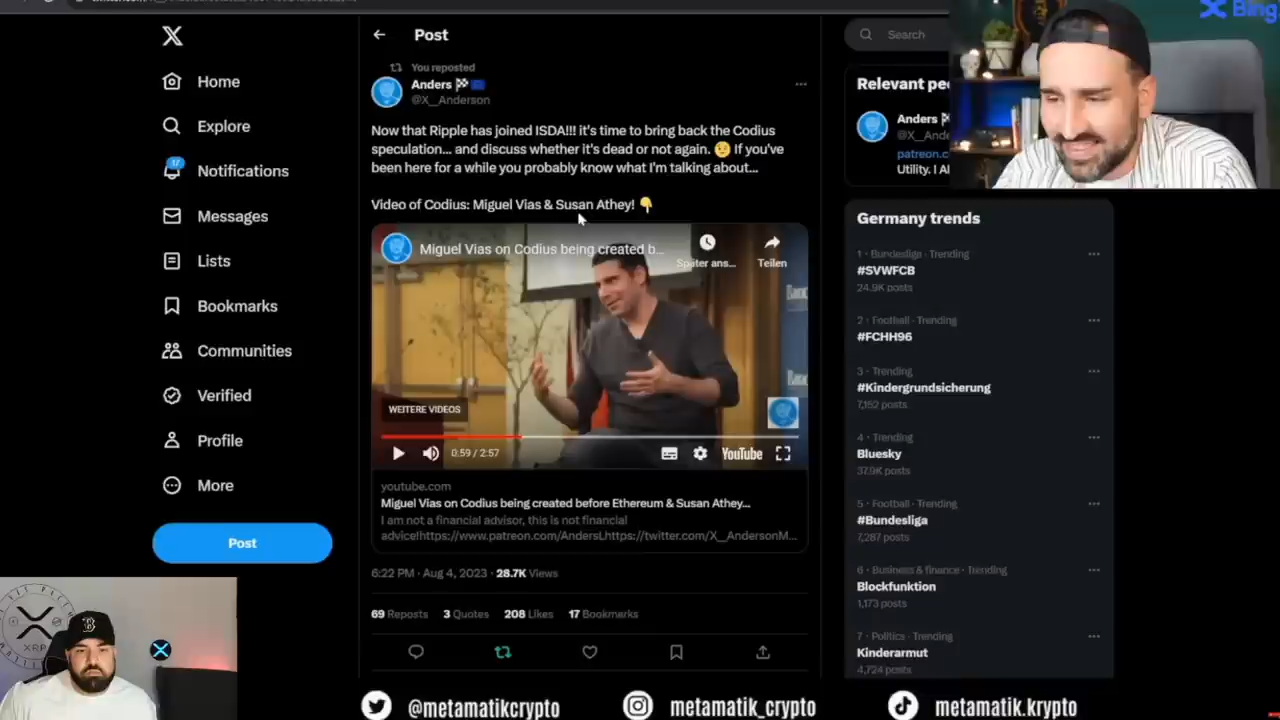 Post
Search
Bing
You reposted
Anders
@X__Anderson
Now that Ripple has joined ISDA!!! it's time to bring back the Codius
speculation... and discuss whether it's dead or not again. 😉 If you've
been here for a while you probably know what I'm talking about...
Video of Codius: Miguel Vias & Susan Athey! 👇
Miguel Vias on Codius being created b...
Später ans...
Teilen
WEITERE VIDEOS
0:59 / 2:57
YouTube
youtube.com
Miguel Vias on Codius being created before Ethereum & Susan Athey...
I am not a financial advisor, this is not financial
advice!https://www.patreon.com/AndersLhttps://twitter.com/X__AndersonM...
6:22 PM · Aug 4, 2023 · 28.7K Views
69 Reposts 3 Quotes 208 Likes 17 Bookmarks
Home
Explore
17
Notifications
Messages
Lists
Bookmarks
Communities
Verified
Profile
More
Post
Relevant pe
Anders
@X__Ande
patreon.c
Utility. I Al
Germany trends
1 · Bundesliga · Trending
#SVWFCB
24.9K posts
2 · Football · Trending
#FCHH96
3 · Trending
#Kindergrundsicherung
7,152 posts
4 · Trending
Bluesky
37.9K posts
5 · Football · Trending
#Bundesliga
7,287 posts
6 · Business & finance · Trending
Blockfunktion
1,173 posts
7 · Politics · Trending
Kinderarmut
4,724 posts
XRP
B
@metamatikcrypto
metamatik_crypto
metamatik.krypto